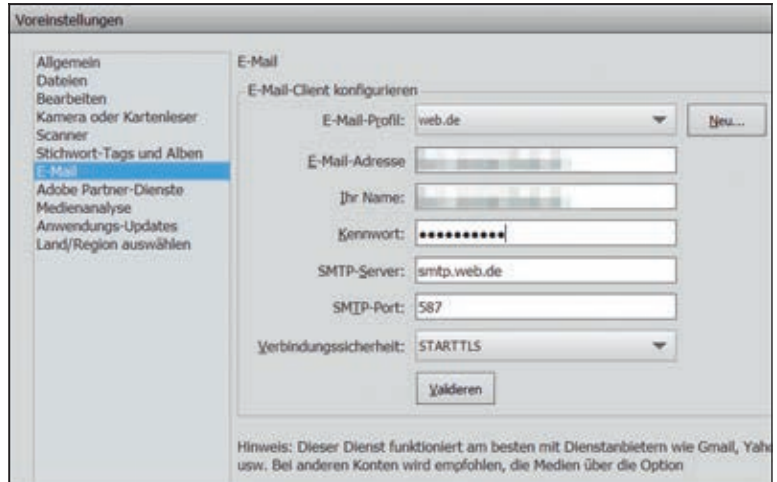 Voreinstellungen
Allgemein
Dateien
Bearbeiten
Kamera oder Kartenleser
Scanner
Stichwort-Tags und Alben
E-Mail
Adobe Partner-Dienste
Medienanalyse
Anwendungs-Updates
Land/Region auswählen
E-Mail
E-Mail-Client konfigurieren
E-Mail-Profil: web.de Neu...
E-Mail-Adresse
Ihr Name:
Kennwort: ••••••••••
SMTP-Server: smtp.web.de
SMTP-Port: 587
Verbindungssicherheit: STARTTLS
Validieren
Hinweis: Dieser Dienst funktioniert am besten mit Dienstanbietern wie Gmail,
usw. Bei anderen Konten wird empfohlen, die Medien über die Option